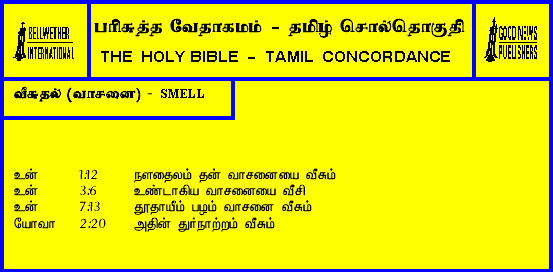 BELLWETHER
INTERNATIONAL
பரிசுத்த வேதாகமம் - தமிழ் சொல்தொகுதி
THE HOLY BIBLE - TAMIL CONCORDANCE
GOOD NEWS
PUBLISHERS
வீசுதல் (வாசனை) - SMELL
உன் 1:12 நளதைலம் தன் வாசனையை வீசும்
உன் 3:6 உண்டாகிய வாசனையை வீசி
உன் 7:13 தூதாயீம் பழம் வாசனை வீசும்
யோவா 2:20 அதின் துர்நாற்றம் வீசும்